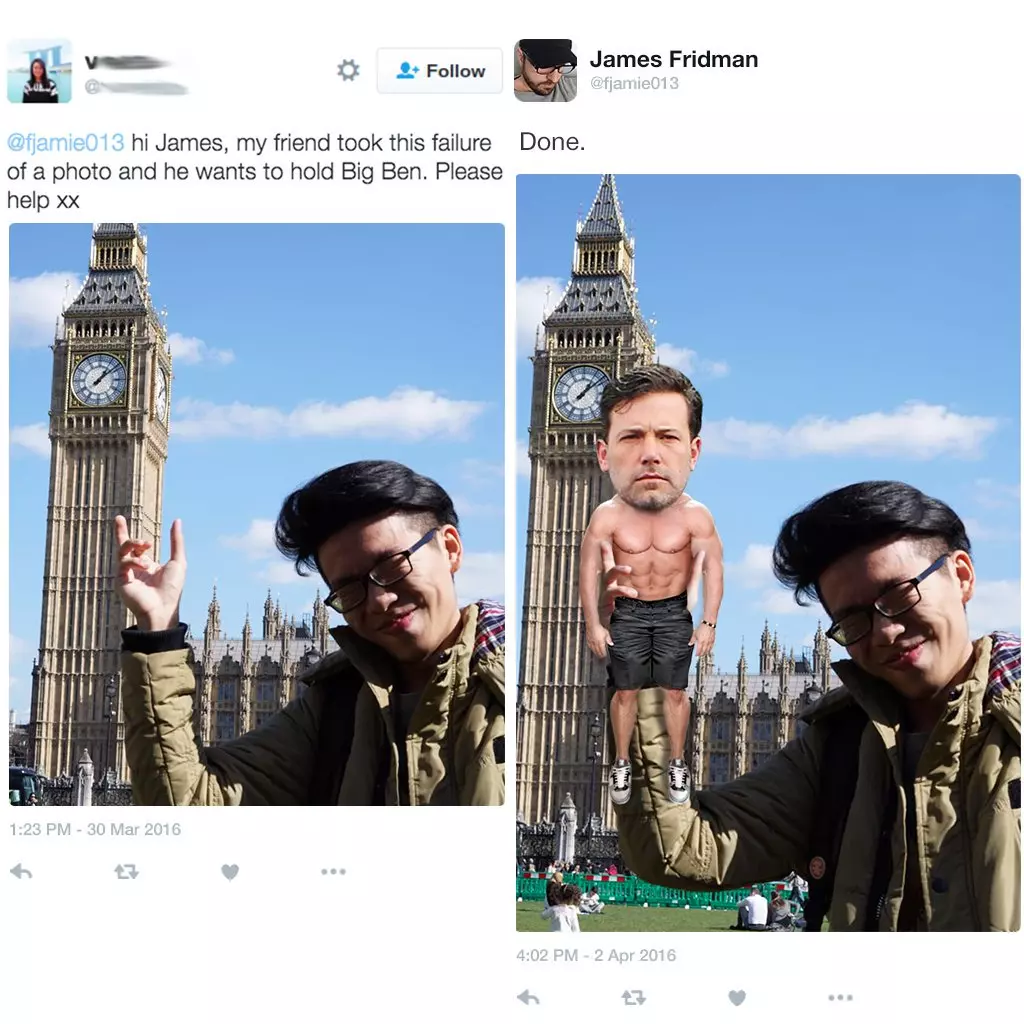 Follow
@fjamie013 hi James, my friend took this failure
of a photo and he wants to hold Big Ben. Please
help xx
1:23 PM - 30 Mar 2016
James Fridman
@fjamie013
Done.
4:02 PM - 2 Apr 2016